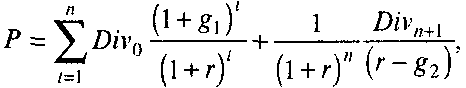 P = \sum_{t=1}^{n} Div_0 \frac{(1+g_1)^t}{(1+r)^t} + \frac{1}{(1+r)^n} \frac{Div_{n+1}}{(r-g_2)},